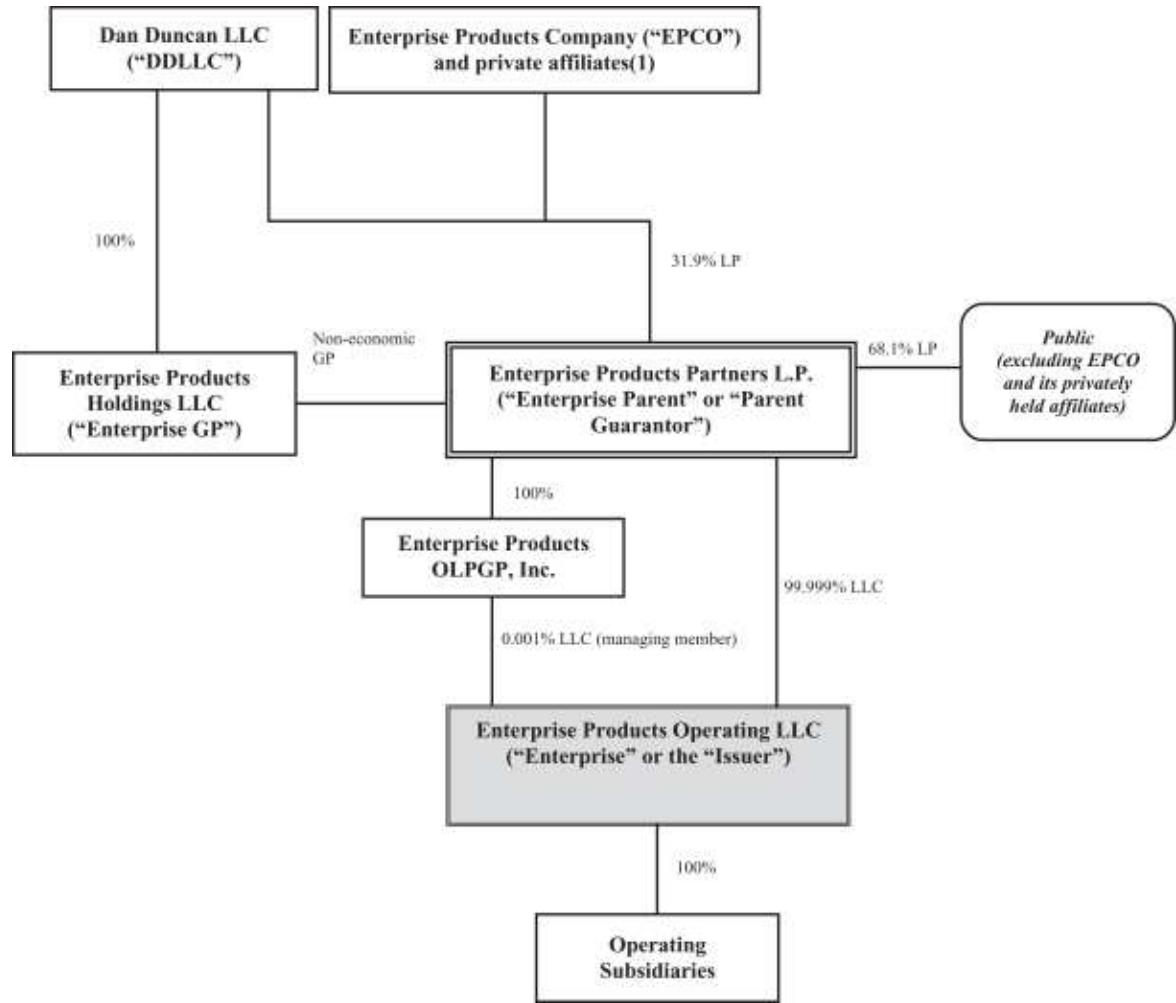 Dan Duncan LLC
(“DDLLC”)
Enterprise Products Company (“EPCO”)
and private affiliates(1)
100%
31.9% LP
Non-economic
GP
68.1% LP
Public
(excluding EPCO
and its privately
held affiliates)
Enterprise Products
Holdings LLC
(“Enterprise GP”)
Enterprise Products Partners L.P.
(“Enterprise Parent” or “Parent
Guarantor”)
100%
Enterprise Products
OLPGP, Inc.
99.999% LLC
0.001% LLC (managing member)
Enterprise Products Operating LLC
(“Enterprise” or the “Issuer”)
100%
Operating
Subsidiaries